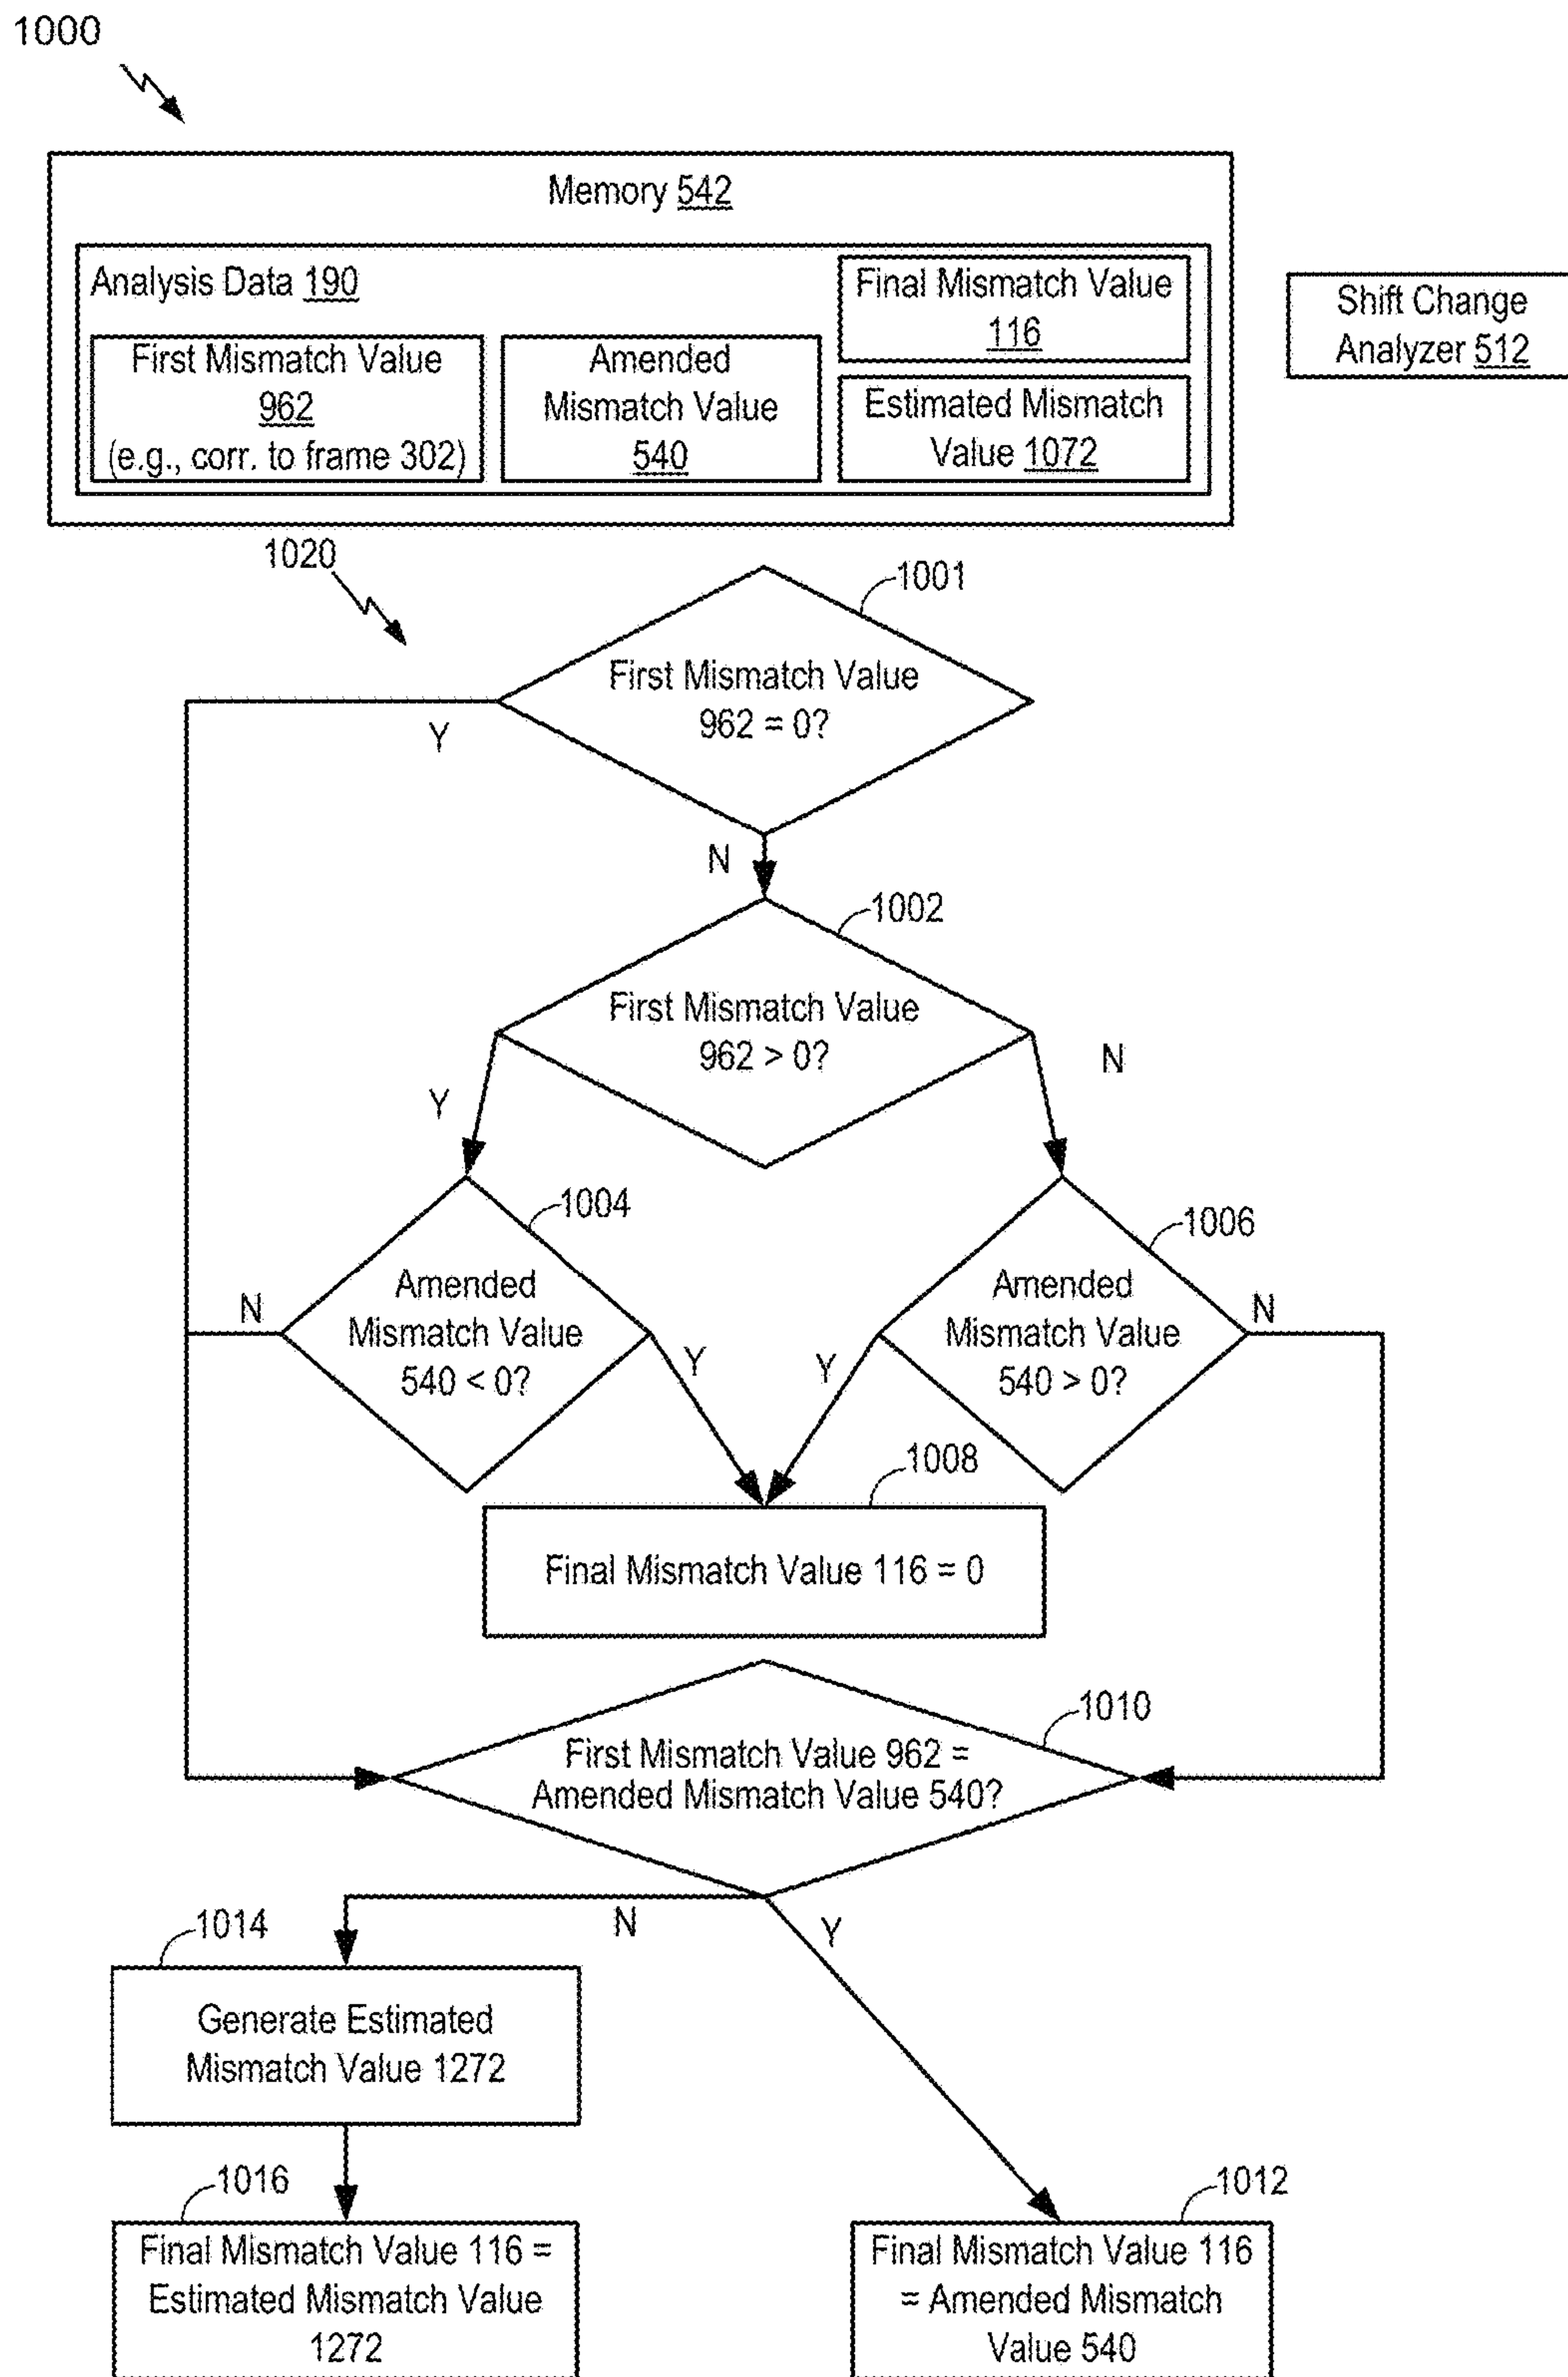 1000
Memory 542
Analysis Data 190
First Mismatch Value
962
(e.g., corr. to frame 302)
Amended
Mismatch Value
540
Final Mismatch Value
116
Estimated Mismatch
Value 1072
Shift Change
Analyzer 512
1020
1001
First Mismatch Value
962 = 0?
Y
N
1002
First Mismatch Value
962 > 0?
Y
N
1004
Amended
Mismatch Value
540 < 0?
N
Y
1006
Amended
Mismatch Value
540 > 0?
Y
N
1008
Final Mismatch Value 116 = 0
1010
First Mismatch Value 962 =
Amended Mismatch Value 540?
N
Y
1014
Generate Estimated
Mismatch Value 1272
1016
Final Mismatch Value 116 =
Estimated Mismatch Value
1272
1012
Final Mismatch Value 116
= Amended Mismatch
Value 540